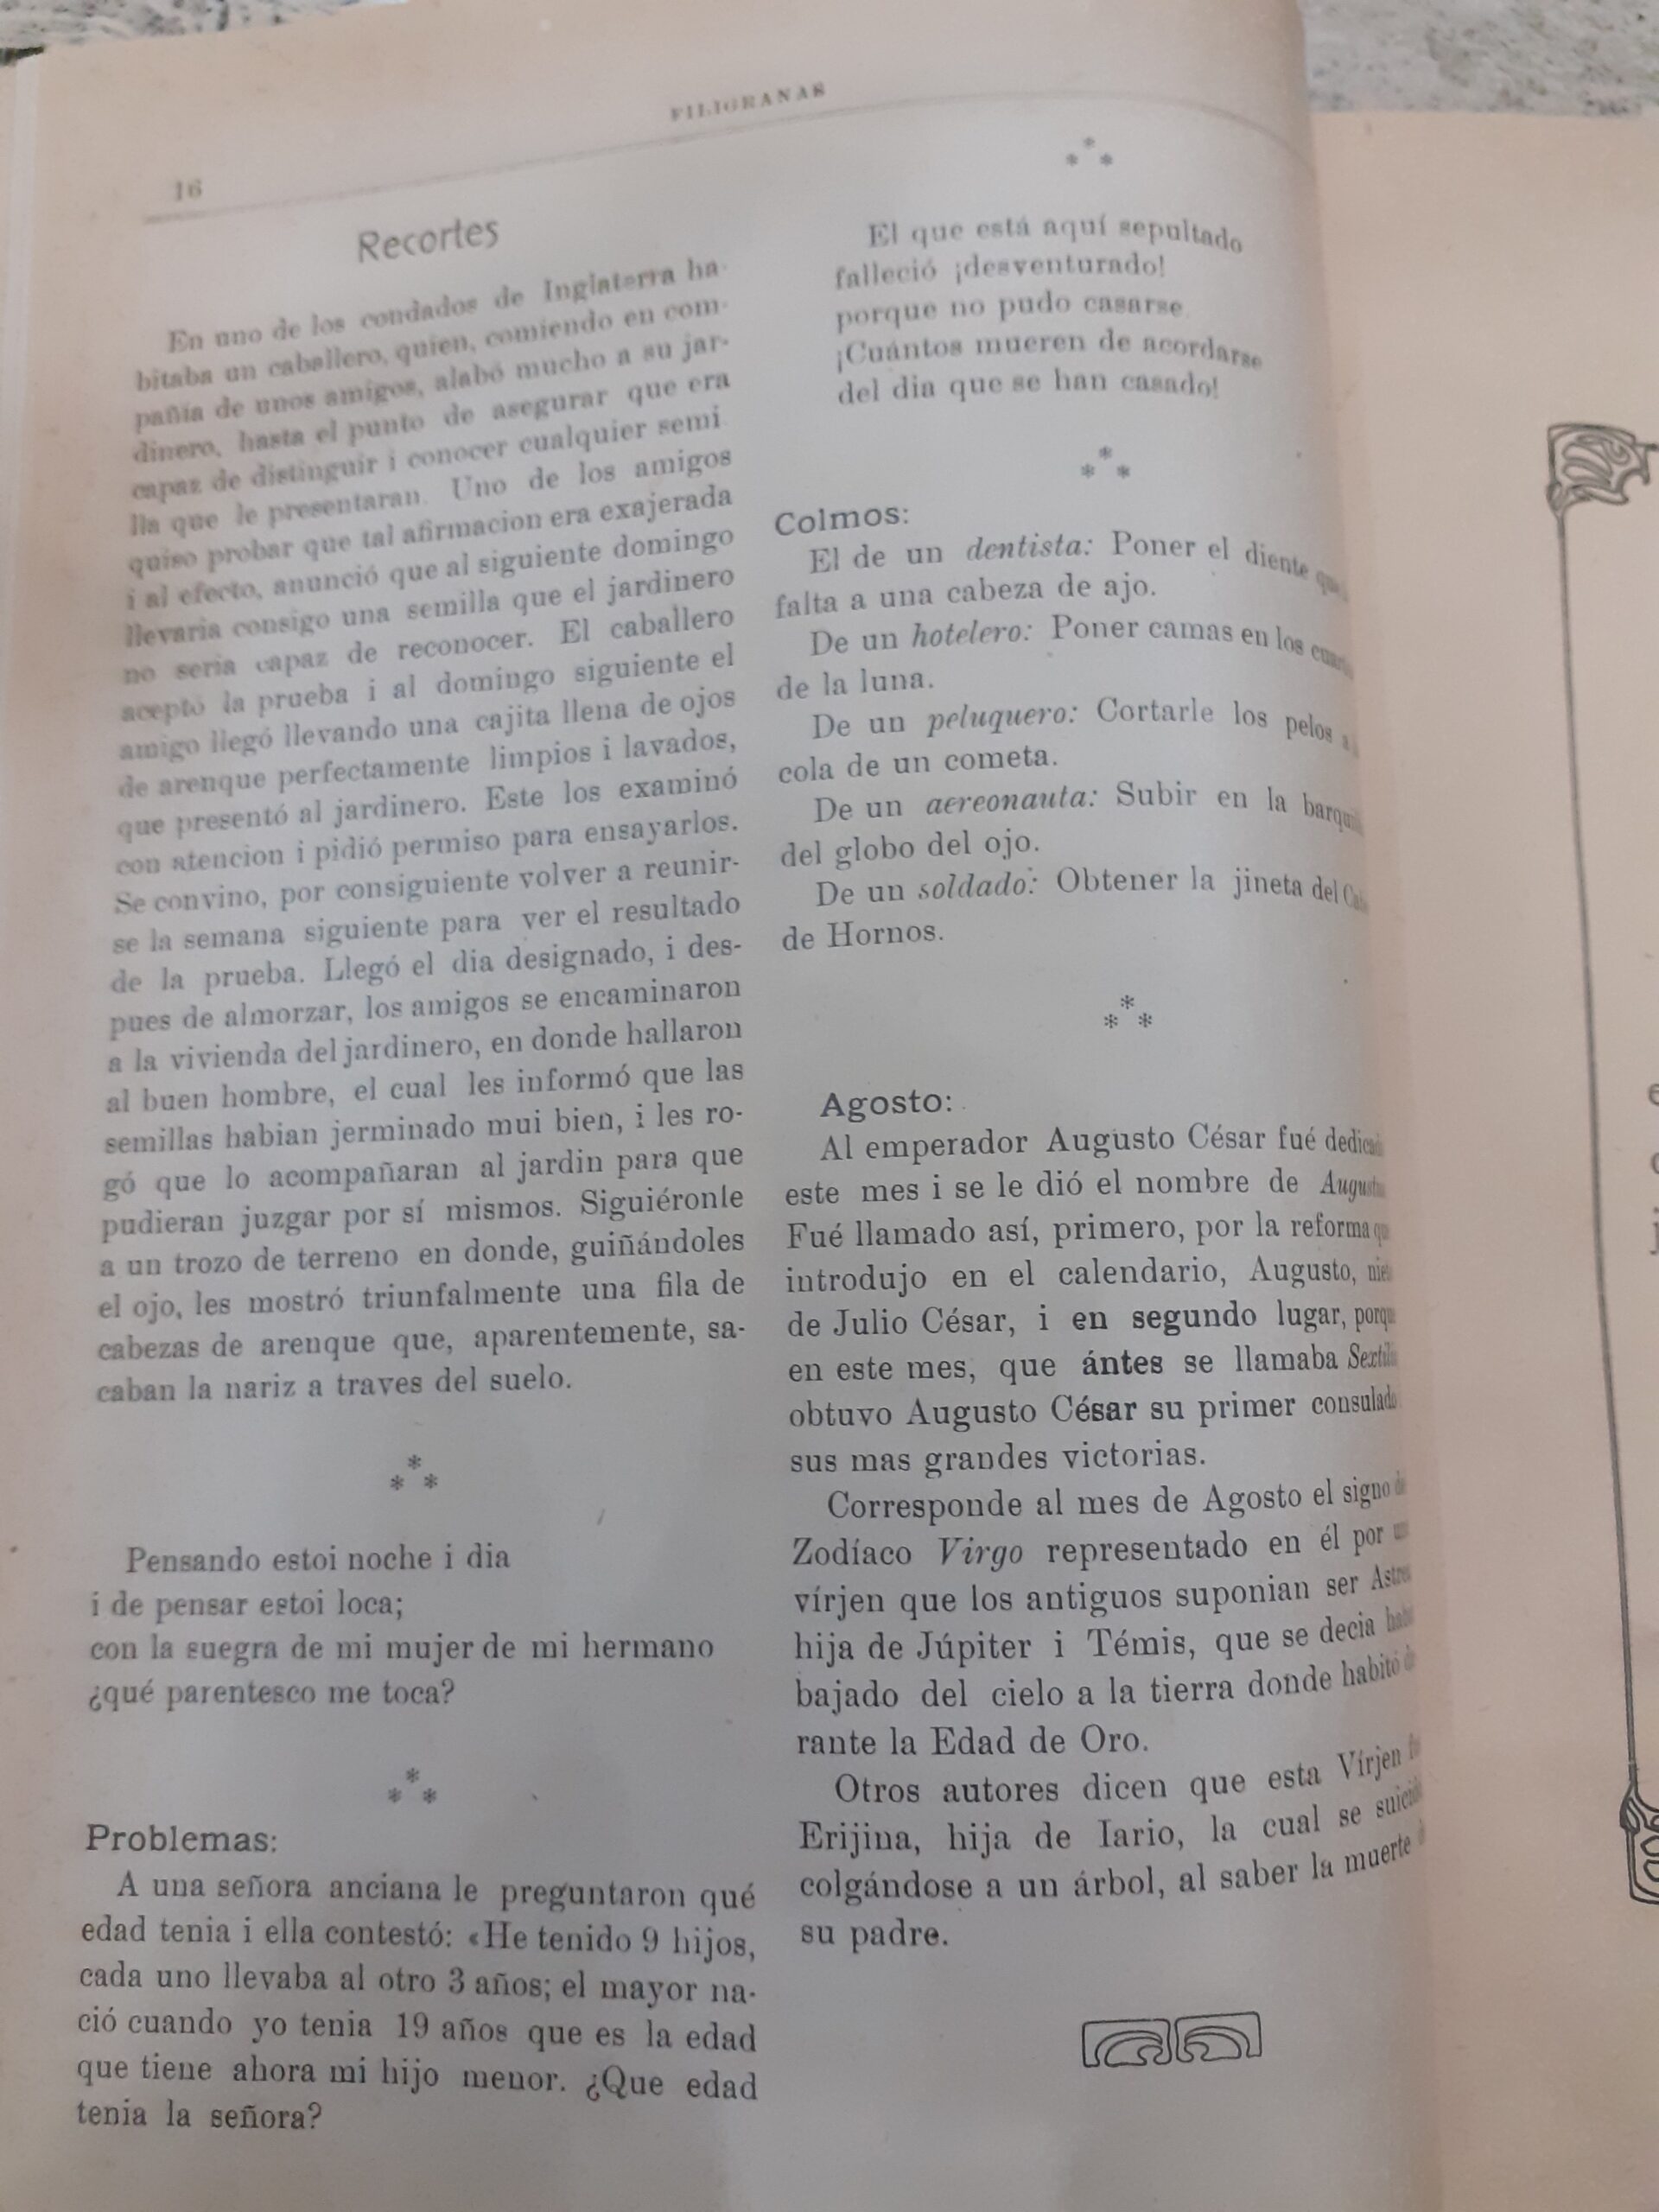 FILIGRANAS
16
Recortes
En uno de los condados de Inglaterra ha-
bitaba un caballero, quien, comiendo en com-
pañía de unos amigos, alabó mucho a su jar-
dinero, hasta el punto de asegurar que era
capaz de distinguir i conocer cualquier semi
lla que le presentaran. Uno de los amigos
quiso probar que tal afirmacion era exajerada
i al efecto, anunció que al siguiente domingo
llevaria consigo una semilla que el jardinero
no seria capaz de reconocer. El caballero
aceptó la prueba i al domingo siguiente el
amigo llegó llevando una cajita llena de ojos
de arenque perfectamente limpios i lavados,
que presentó al jardinero. Este los examinó
con atencion i pidió permiso para ensayarlos.
Se convino, por consiguiente volver a reunir-
se la semana siguiente para ver el resultado
de la prueba. Llegó el dia designado, i des-
pues de almorzar, los amigos se encaminaron
a la vivienda del jardinero, en donde hallaron
al buen hombre, el cual les informó que las
semillas habian jerminado mui bien, i les ro-
gó que lo acompañaran al jardin para que
pudieran juzgar por sí mismos. Siguiéronle
a un trozo de terreno en donde, guiñándoles
el ojo, les mostró triunfalmente una fila de
cabezas de arenque que, aparentemente, sa-
caban la nariz a traves del suelo.
* * *
Pensando estoi noche i dia
i de pensar estoi loca;
con la suegra de mi mujer de mi hermano
¿qué parentesco me toca?
* * *
Problemas:
A una señora anciana le preguntaron qué
edad tenia i ella contestó: «He tenido 9 hijos,
cada uno llevaba al otro 3 años; el mayor na-
ció cuando yo tenia 19 años que es la edad
que tiene ahora mi hijo menor. ¿Que edad
tenia la señora?
* * *
El que está aquí sepultado
falleció ¡desventurado!
porque no pudo casarse
¡Cuántos mueren de acordarse
del dia que se han casado!
* * *
Colmos:
El de un dentista: Poner el diente
falta a una cabeza de ajo.
De un hotelero: Poner camas en los
de la luna.
De un peluquero: Cortarle los pelos a
cola de un cometa.
De un aereonauta: Subir en la
del globo del ojo.
De un soldado: Obtener la jineta del
de Hornos.
* * *
Agosto:
Al emperador Augusto César fué
este mes i se le dió el nombre de
Fué llamado así, primero, por la reforma
introdujo en el calendario, Augusto,
de Julio César, i en segundo lugar,
en este mes, que ántes se llamaba
obtuvo Augusto César su primer consulado
sus mas grandes victorias.
Corresponde al mes de Agosto el signo
Zodíaco Virgo representado en él por
vírjen que los antiguos suponian ser
hija de Júpiter i Témis, que se decia
bajado del cielo a la tierra donde habitó
rante la Edad de Oro.
Otros autores dicen que esta Vírjen
Erijina, hija de Iario, la cual se
colgándose a un árbol, al saber la muerte
su padre.